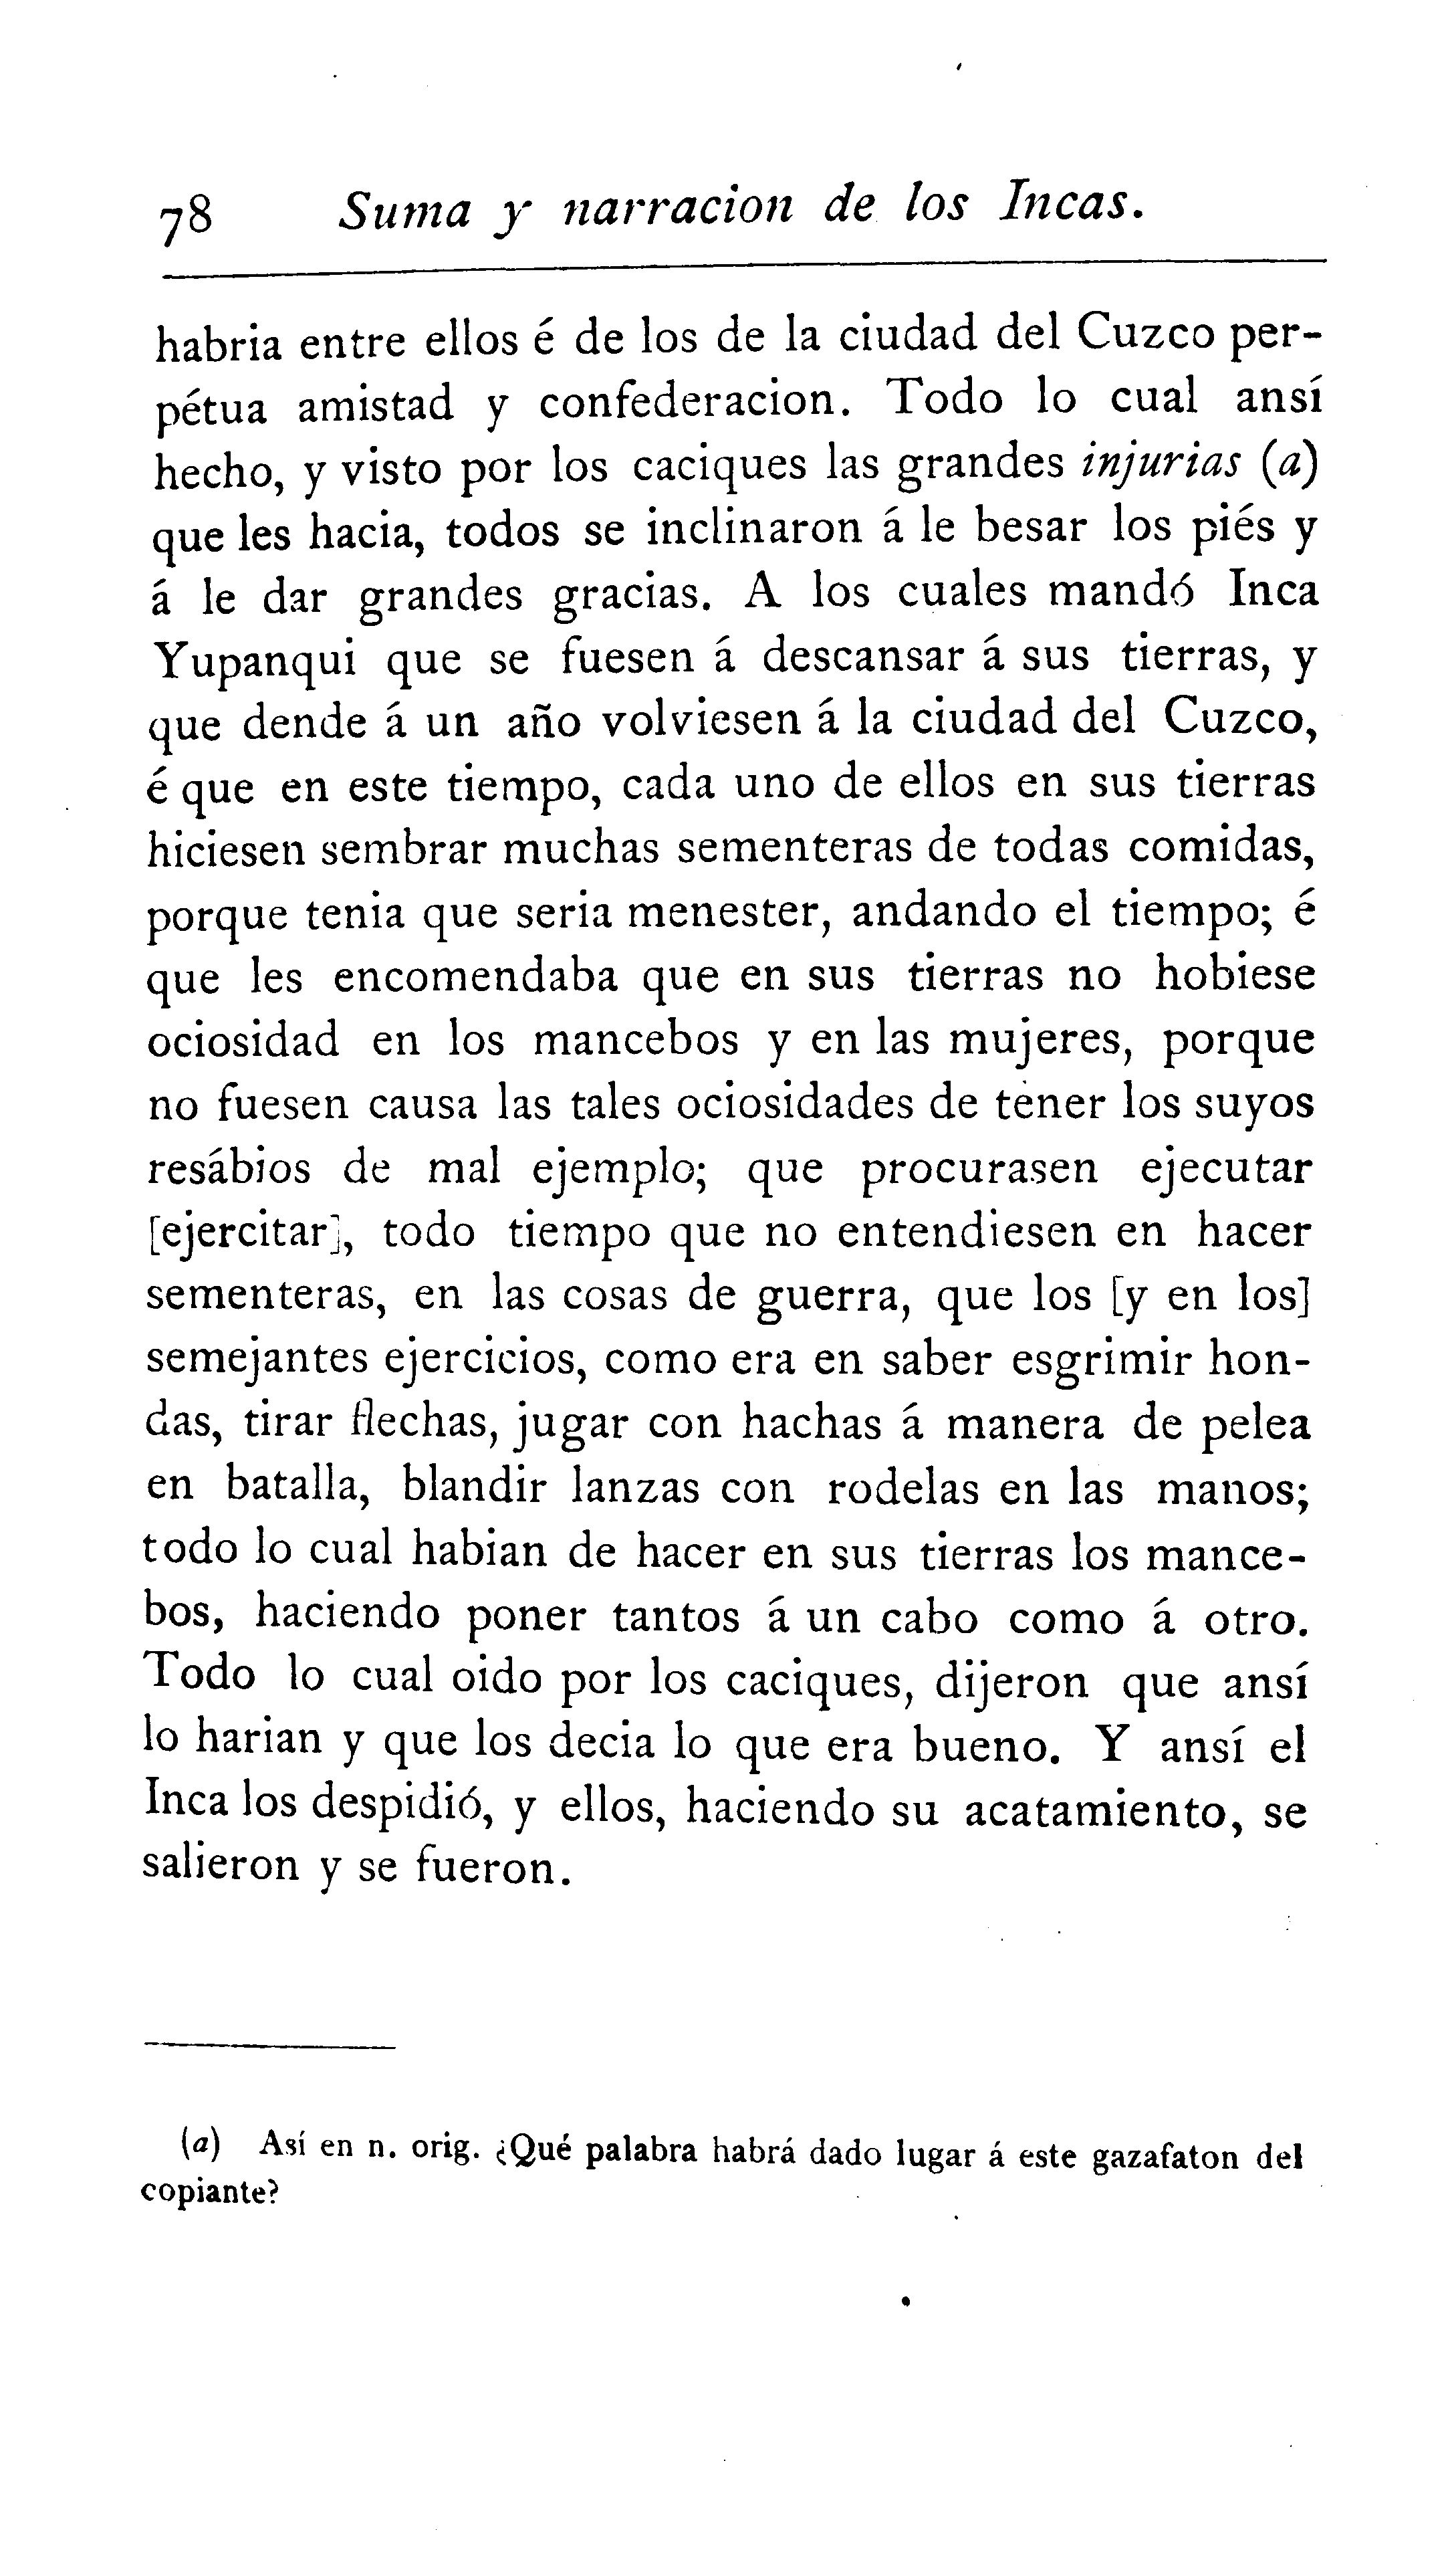 78 Suma y narracion de los Incas.
habria entre ellos é de los de la ciudad del Cuzco per-
pétua amistad y confederacion. Todo lo cual ansí
hecho, y visto por los caciques las grandes injurias (a)
que les hacia, todos se inclinaron á le besar los piés y
á le dar grandes gracias. A los cuales mandó Inca
Yupanqui que se fuesen á descansar á sus tierras, y
que dende á un año volviesen á la ciudad del Cuzco,
é que en este tiempo, cada uno de ellos en sus tierras
hiciesen sembrar muchas sementeras de todas comidas,
porque tenia que seria menester, andando el tiempo; é
que les encomendaba que en sus tierras no hobiese
ociosidad en los mancebos y en las mujeres, porque
no fuesen causa las tales ociosidades de tener los suyos
resábios de mal ejemplo; que procurasen ejecutar
[ejercitar], todo tiempo que no entendiesen en hacer
sementeras, en las cosas de guerra, que los [y en los]
semejantes ejercicios, como era en saber esgrimir hon-
das, tirar flechas, jugar con hachas á manera de pelea
en batalla, blandir lanzas con rodelas en las manos;
todo lo cual habian de hacer en sus tierras los mance-
bos, haciendo poner tantos á un cabo como á otro.
Todo lo cual oido por los caciques, dijeron que ansí
lo harian y que los decia lo que era bueno. Y ansí el
Inca los despidió, y ellos, haciendo su acatamiento, se
salieron y se fueron.
(a) Así en n. orig. ¿Qué palabra habrá dado lugar á este gazafaton del
copiante?